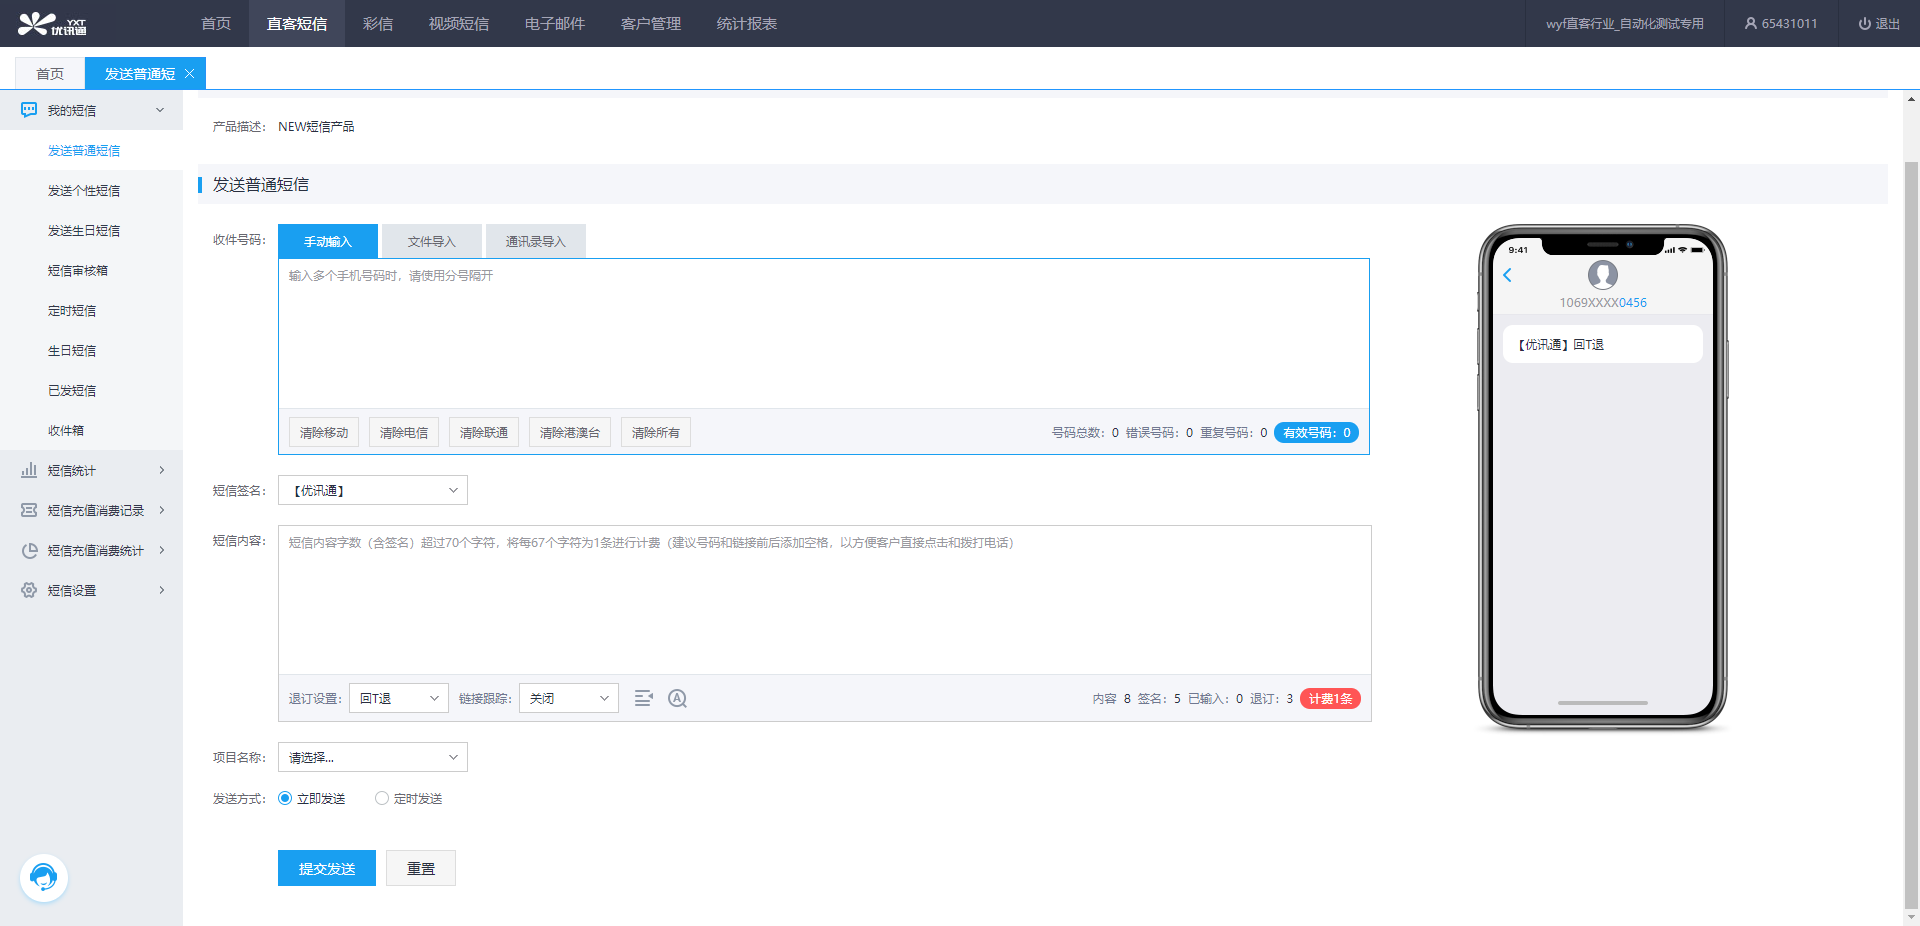 YXT
优讯通
首页
直客短信
彩信
视频短信
电子邮件
客户管理
统计报表
wyf直客行业_自动化测试专用
65431011
退出
首页
发送普通短
我的短信
发送普通短信
发送个性短信
发送生日短信
短信审核箱
定时短信
生日短信
已发短信
收件箱
短信统计
短信充值消费记录
短信充值消费统计
短信设置
产品描述： NEW短信产品
发送普通短信
收件号码： 手动输入 文件导入 通讯录导入
输入多个手机号码时，请使用分号隔开
清除移动 清除电信 清除联通 清除港澳台 清除所有 号码总数：0 错误号码：0 重复号码：0 有效号码：0
短信签名： 【优讯通】
短信内容： 短信内容字数（含签名）超过70个字符，将每67个字符为1条进行计费（建议号码和链接前后添加空格，以方便客户直接点击和拨打电话）
退订设置： 回T退 链接跟踪： 关闭 内容 8 签名：5 已输入：0 退订：3 计费1条
项目名称： 请选择...
发送方式： 立即发送 定时发送
提交发送 重置
9:41
1069XXXX0456
【优讯通】回T退